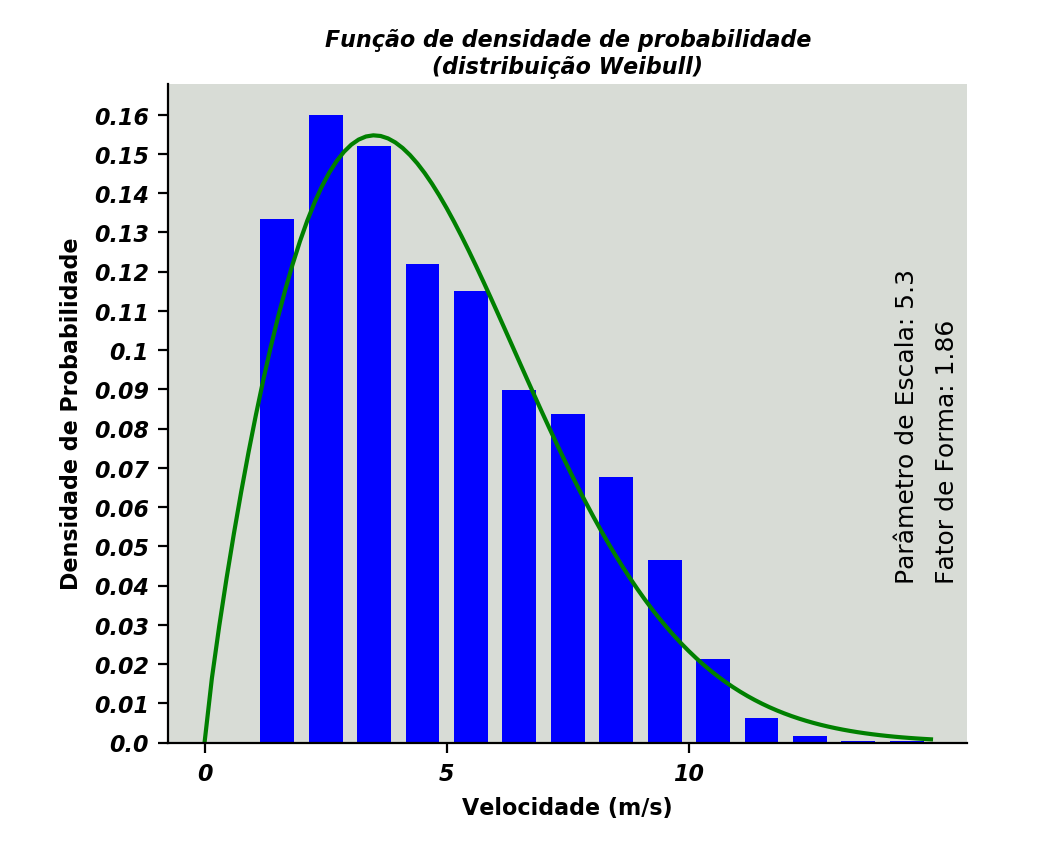 Função de densidade de probabilidade
(distribuição Weibull)
Densidade de Probabilidade
0.16
0.15
0.14
0.13
0.12
0.11
0.1
0.09
0.08
0.07
0.06
0.05
0.04
0.03
0.02
0.01
0.0
Parâmetro de Escala: 5.3
Fator de Forma: 1.86
0 5 10
Velocidade (m/s)